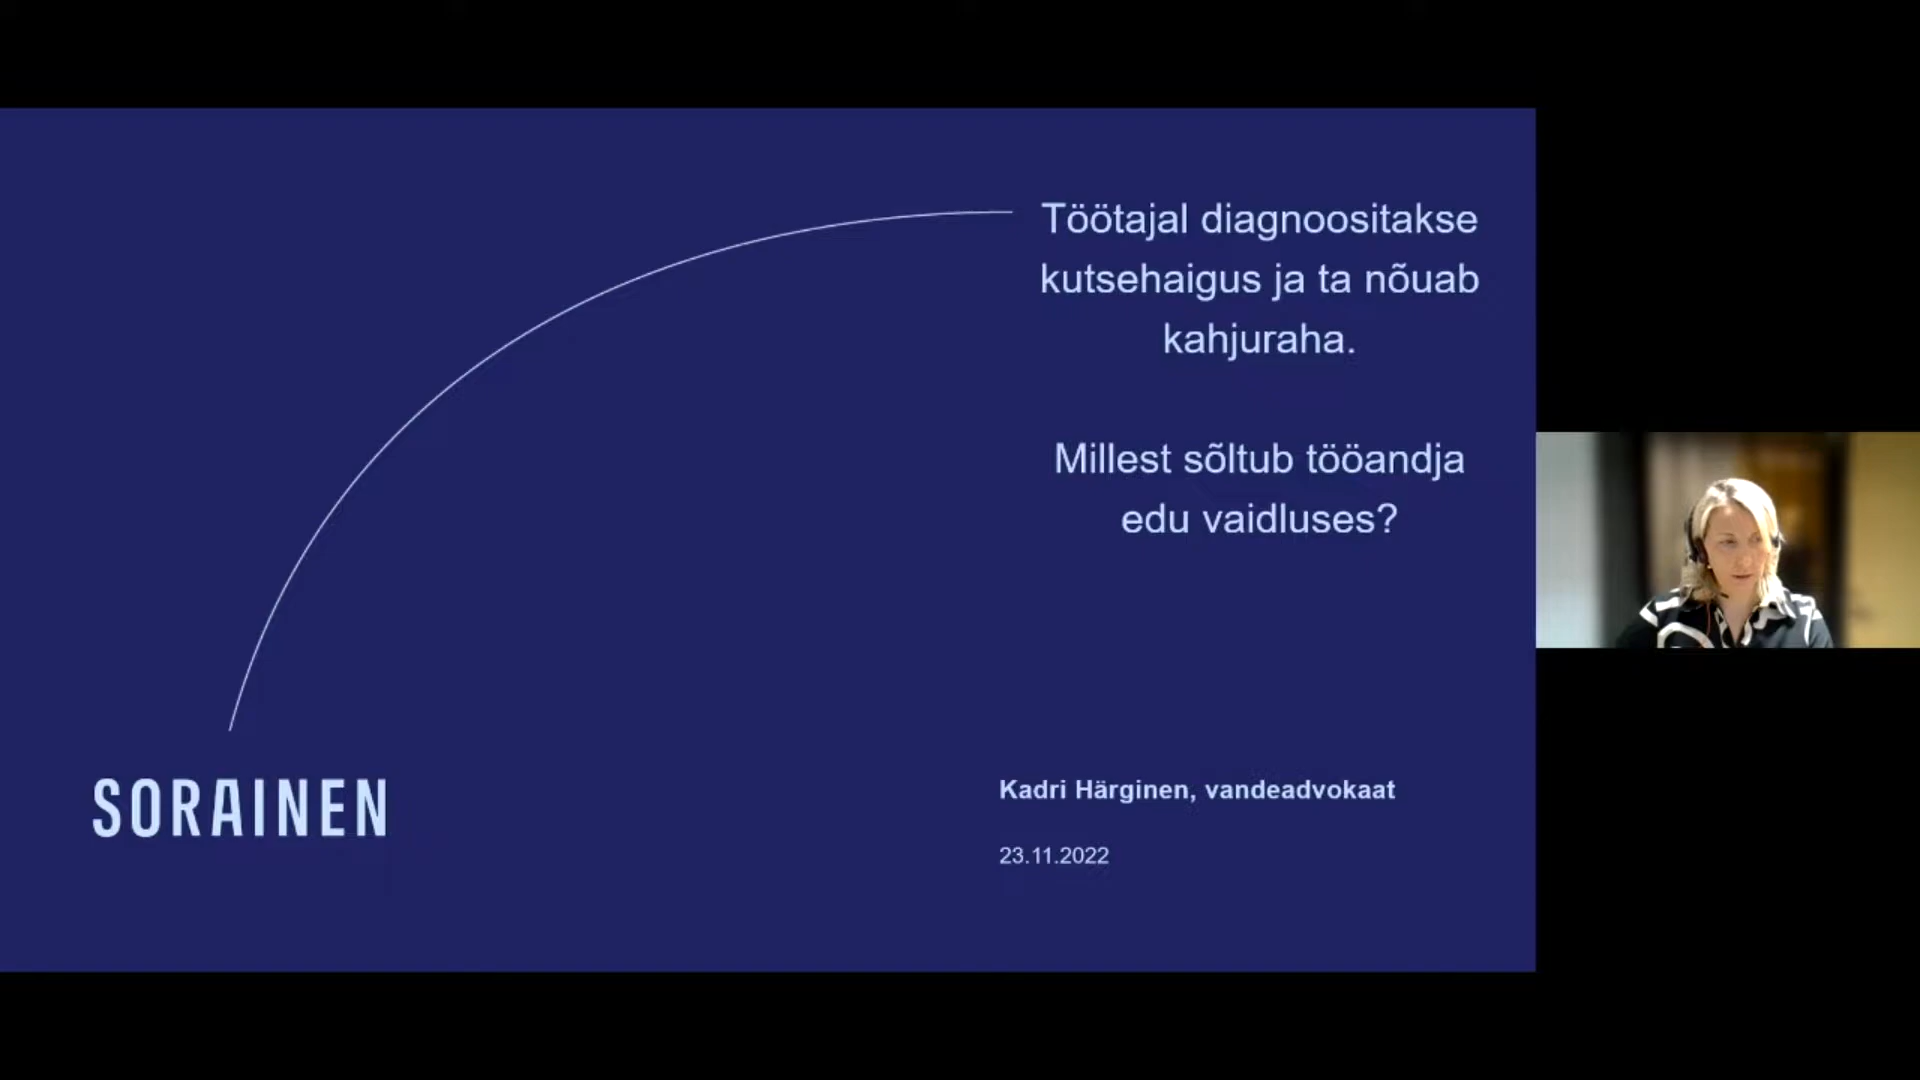 Töötajal diagnoositakse
kutsehaigus ja ta nõuab
kahjuraha.
Millest sõltub tööandja
edu vaidluses?
SORAINEN
Kadri Härginen, vandeadvokaat
23.11.2022